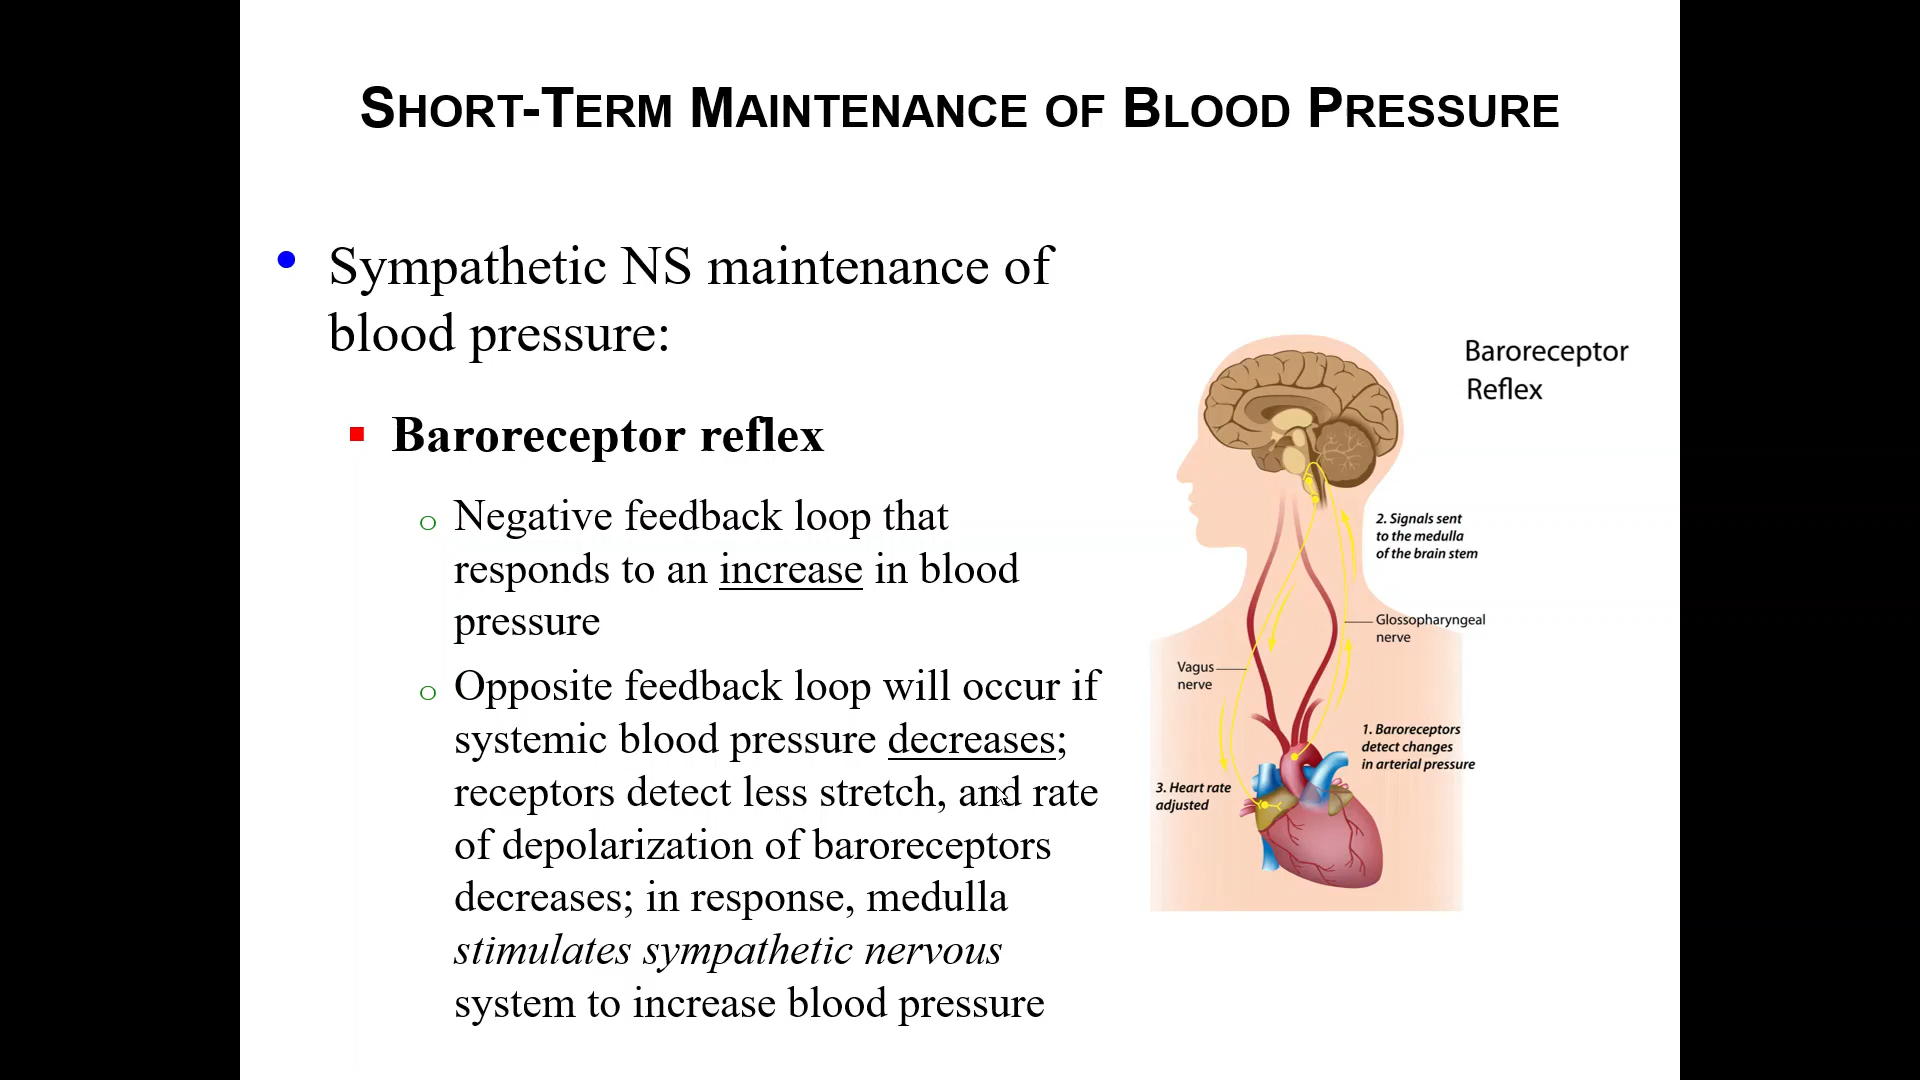 SHORT-TERM MAINTENANCE OF BLOOD PRESSURE
• Sympathetic NS maintenance of
blood pressure:
▪ Baroreceptor reflex
o Negative feedback loop that
responds to an increase in blood
pressure
o Opposite feedback loop will occur if
systemic blood pressure decreases;
receptors detect less stretch, and rate
of depolarization of baroreceptors
decreases; in response, medulla
stimulates sympathetic nervous
system to increase blood pressure
Baroreceptor
Reflex
2. Signals sent
to the medulla
of the brain stem
Glossopharyngeal
nerve
Vagus
nerve
1. Baroreceptors
detect changes
in arterial pressure
3. Heart rate
adjusted